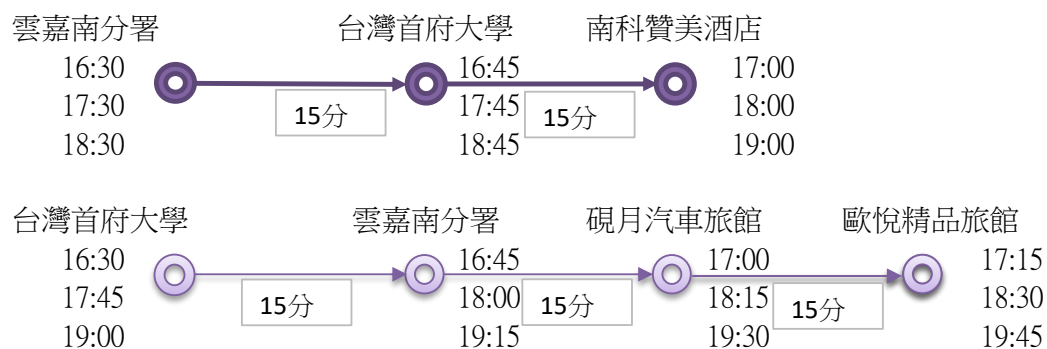 雲嘉南分署 台灣首府大學 南科贊美酒店
16:30 16:45 17:00
17:30 17:45 18:00
15分 15分
18:30 18:45 19:00
台灣首府大學 雲嘉南分署 硯月汽車旅館 歐悅精品旅館
16:30 16:45 17:00 17:15
17:45 18:00 18:15 18:30
15分 15分 15分
19:00 19:15 19:30 19:45